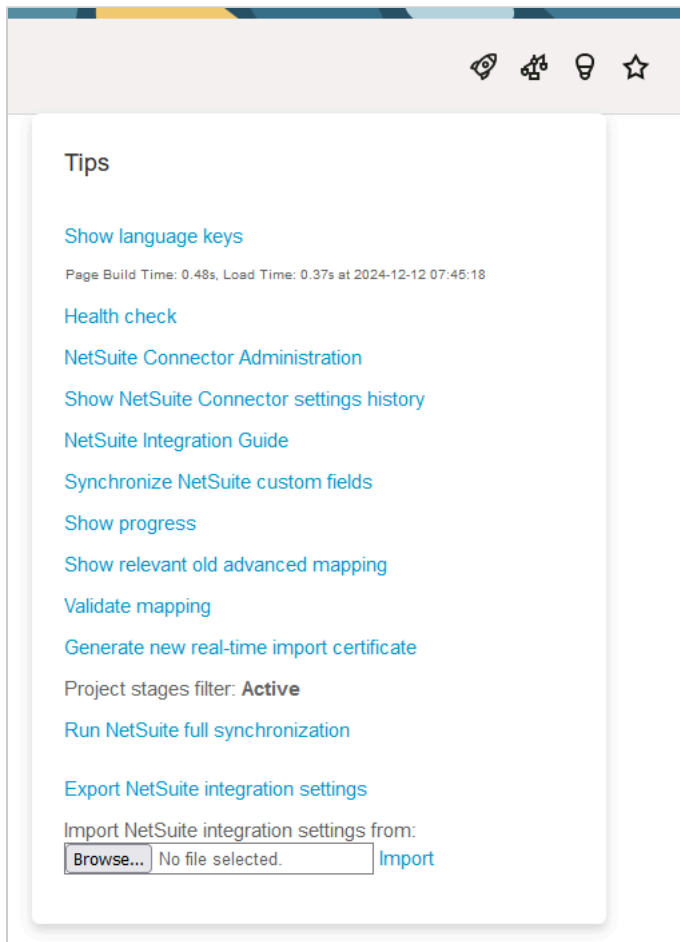 Tips
Show language keys
Page Build Time: 0.48s, Load Time: 0.37s at 2024-12-12 07:45:18
Health check
NetSuite Connector Administration
Show NetSuite Connector settings history
NetSuite Integration Guide
Synchronize NetSuite custom fields
Show progress
Show relevant old advanced mapping
Validate mapping
Generate new real-time import certificate
Project stages filter: Active
Run NetSuite full synchronization
Export NetSuite integration settings
Import NetSuite integration settings from:
Browse... No file selected. Import